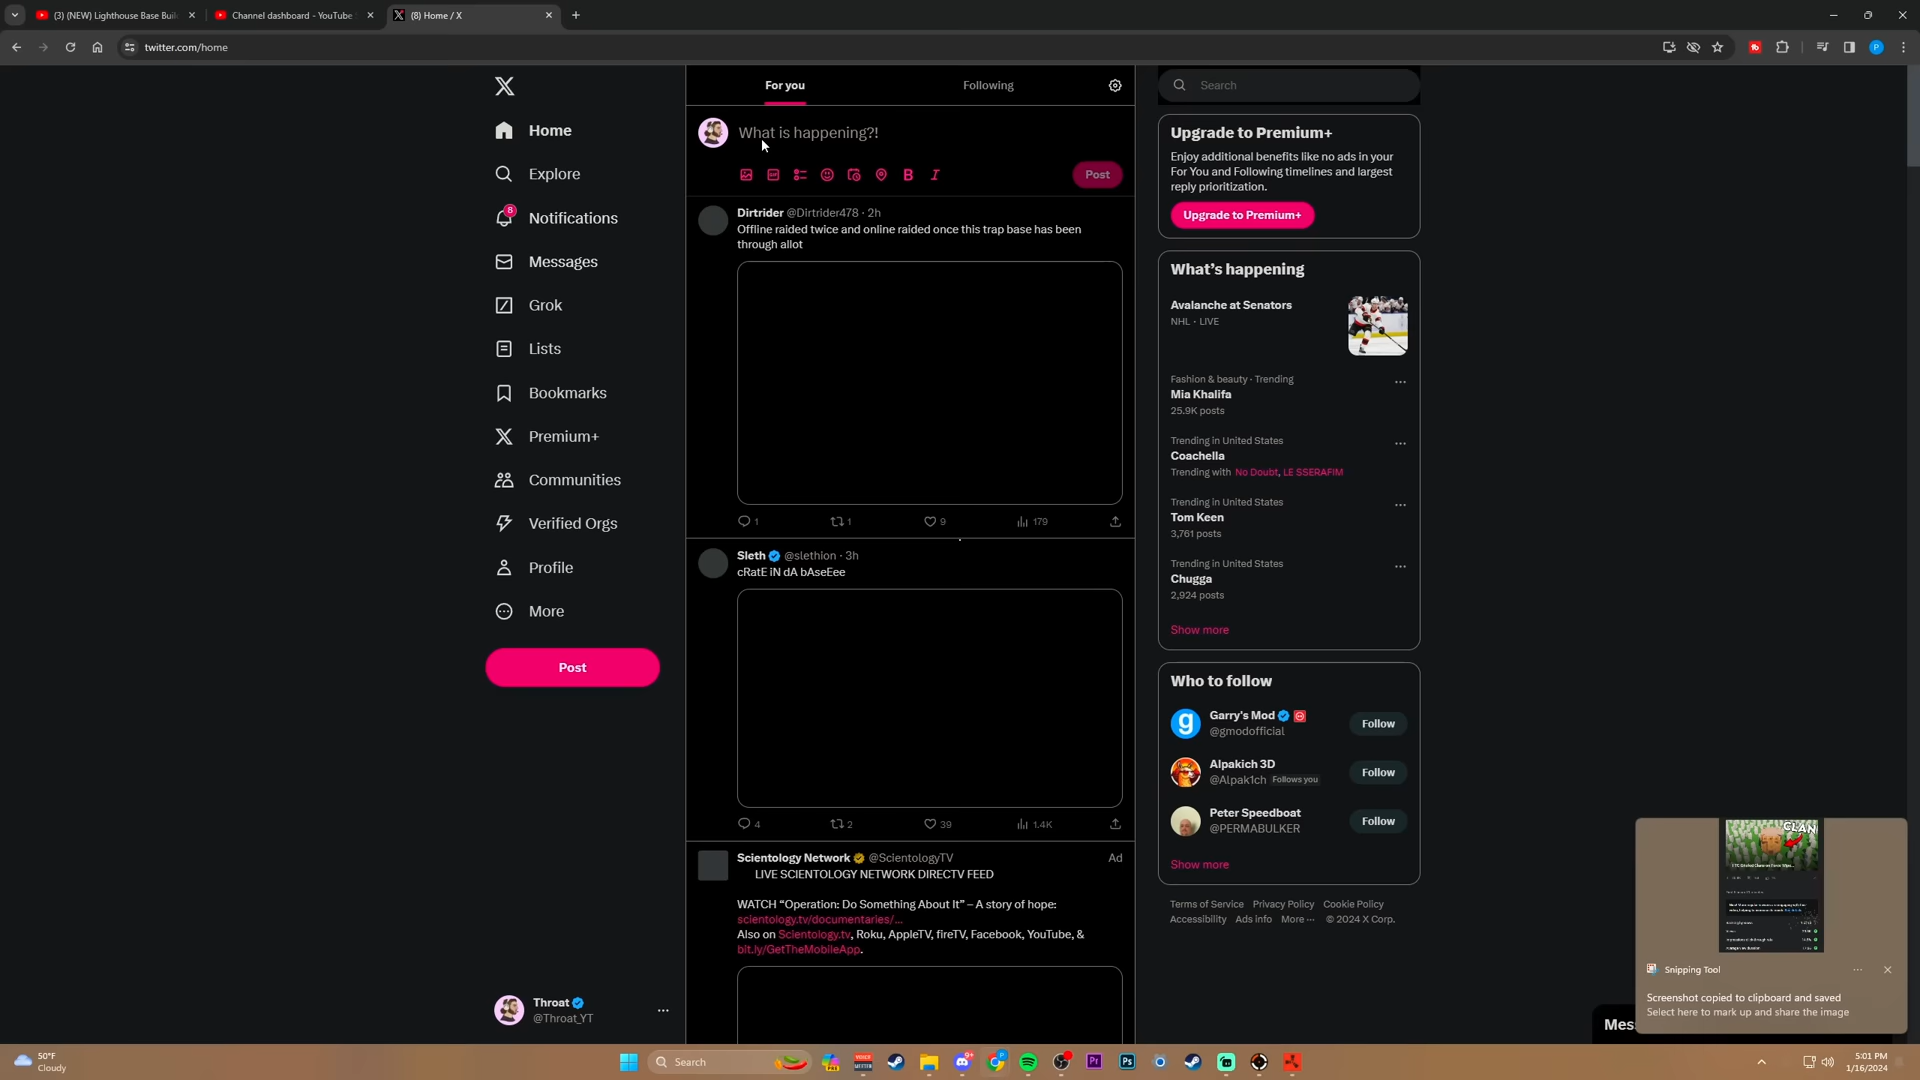 (3) (NEW) Lighthouse Base Buil
Channel dashboard - YouTube
(8) Home / X
twitter.com/home
Home
Explore
8
Notifications
Messages
Grok
Lists
Bookmarks
Premium+
Communities
Verified Orgs
Profile
More
Post
Throat
@Throat_YT
For you
Following
What is happening?!
GIF
B
I
Post
Dirtrider @Dirtrider478 · 2h
Offline raided twice and online raided once this trap base has been
through allot
1
1
9
179
Sleth @slethion · 3h
cRatE iN dA bAseEee
4
2
39
1.4K
Scientology Network @ScientologyTV
Ad
LIVE SCIENTOLOGY NETWORK DIRECTV FEED
WATCH “Operation: Do Something About It” – A story of hope:
scientology.tv/documentaries/...
Also on Scientology.tv, Roku, AppleTV, fireTV, Facebook, YouTube, &
bit.ly/GetTheMobileApp.
Search
Upgrade to Premium+
Enjoy additional benefits like no ads in your
For You and Following timelines and largest
reply prioritization.
Upgrade to Premium+
What's happening
Avalanche at Senators
NHL · LIVE
Fashion & beauty · Trending
Mia Khalifa
25.9K posts
Trending in United States
Coachella
Trending with No Doubt, LE SSERAFIM
Trending in United States
Tom Keen
3,761 posts
Trending in United States
Chugga
2,924 posts
Show more
Who to follow
Garry's Mod
@gmodofficial
Follow
Alpakich 3D
@Alpak1ch Follows you
Follow
Peter Speedboat
@PERMABULKER
Follow
Show more
Terms of Service Privacy Policy Cookie Policy
Accessibility Ads info More ··· © 2024 X Corp.
CLAN
Snipping Tool
Screenshot copied to clipboard and saved
Select here to mark up and share the image
Mes
50°F
Cloudy
Search
9+
Pr
Ps
5:01 PM
1/16/2024